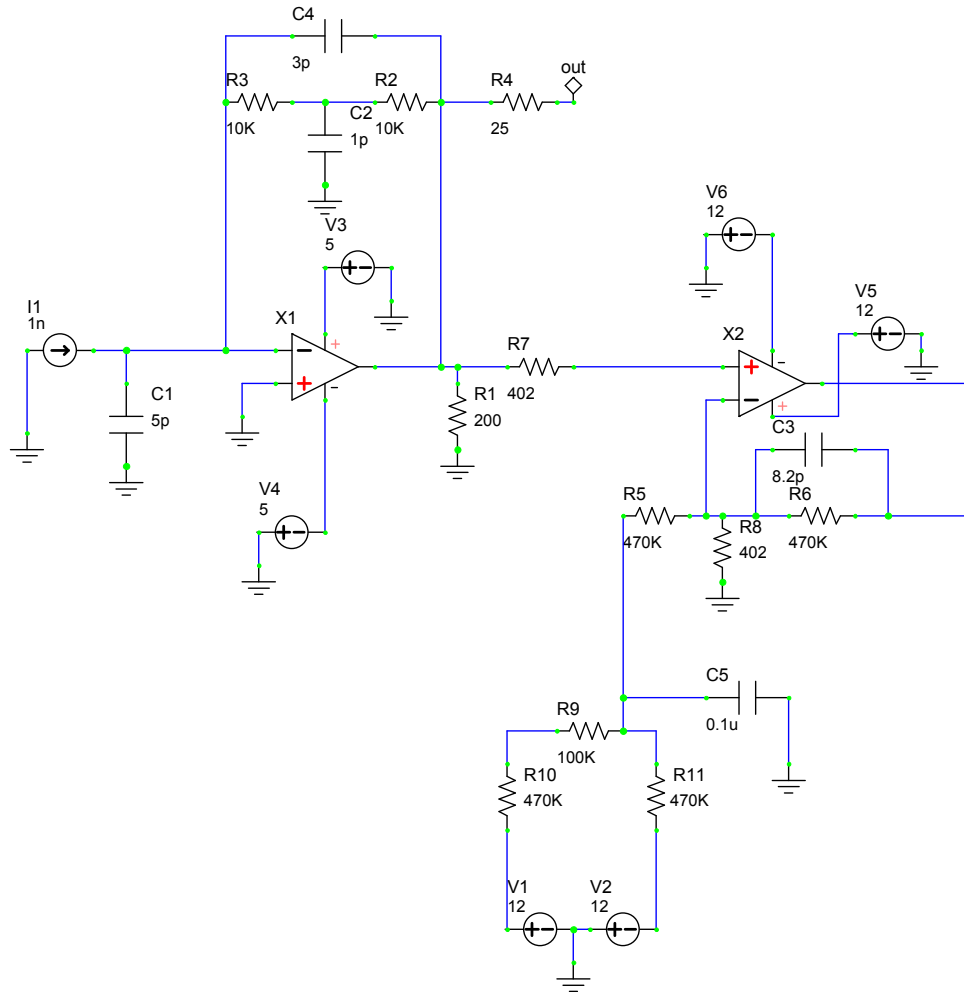 C4
3p
R3
10K
C2
1p
R2
10K
R4
25
out
V3
5
V6
12
I1
1n
X1
+
−
+
−
V5
12
X2
+
−
−
+
C1
5p
R7
402
R1
200
C3
8.2p
V4
5
R5
470K
R8
402
R6
470K
C5
0.1u
R9
100K
R10
470K
R11
470K
V1
12
V2
12